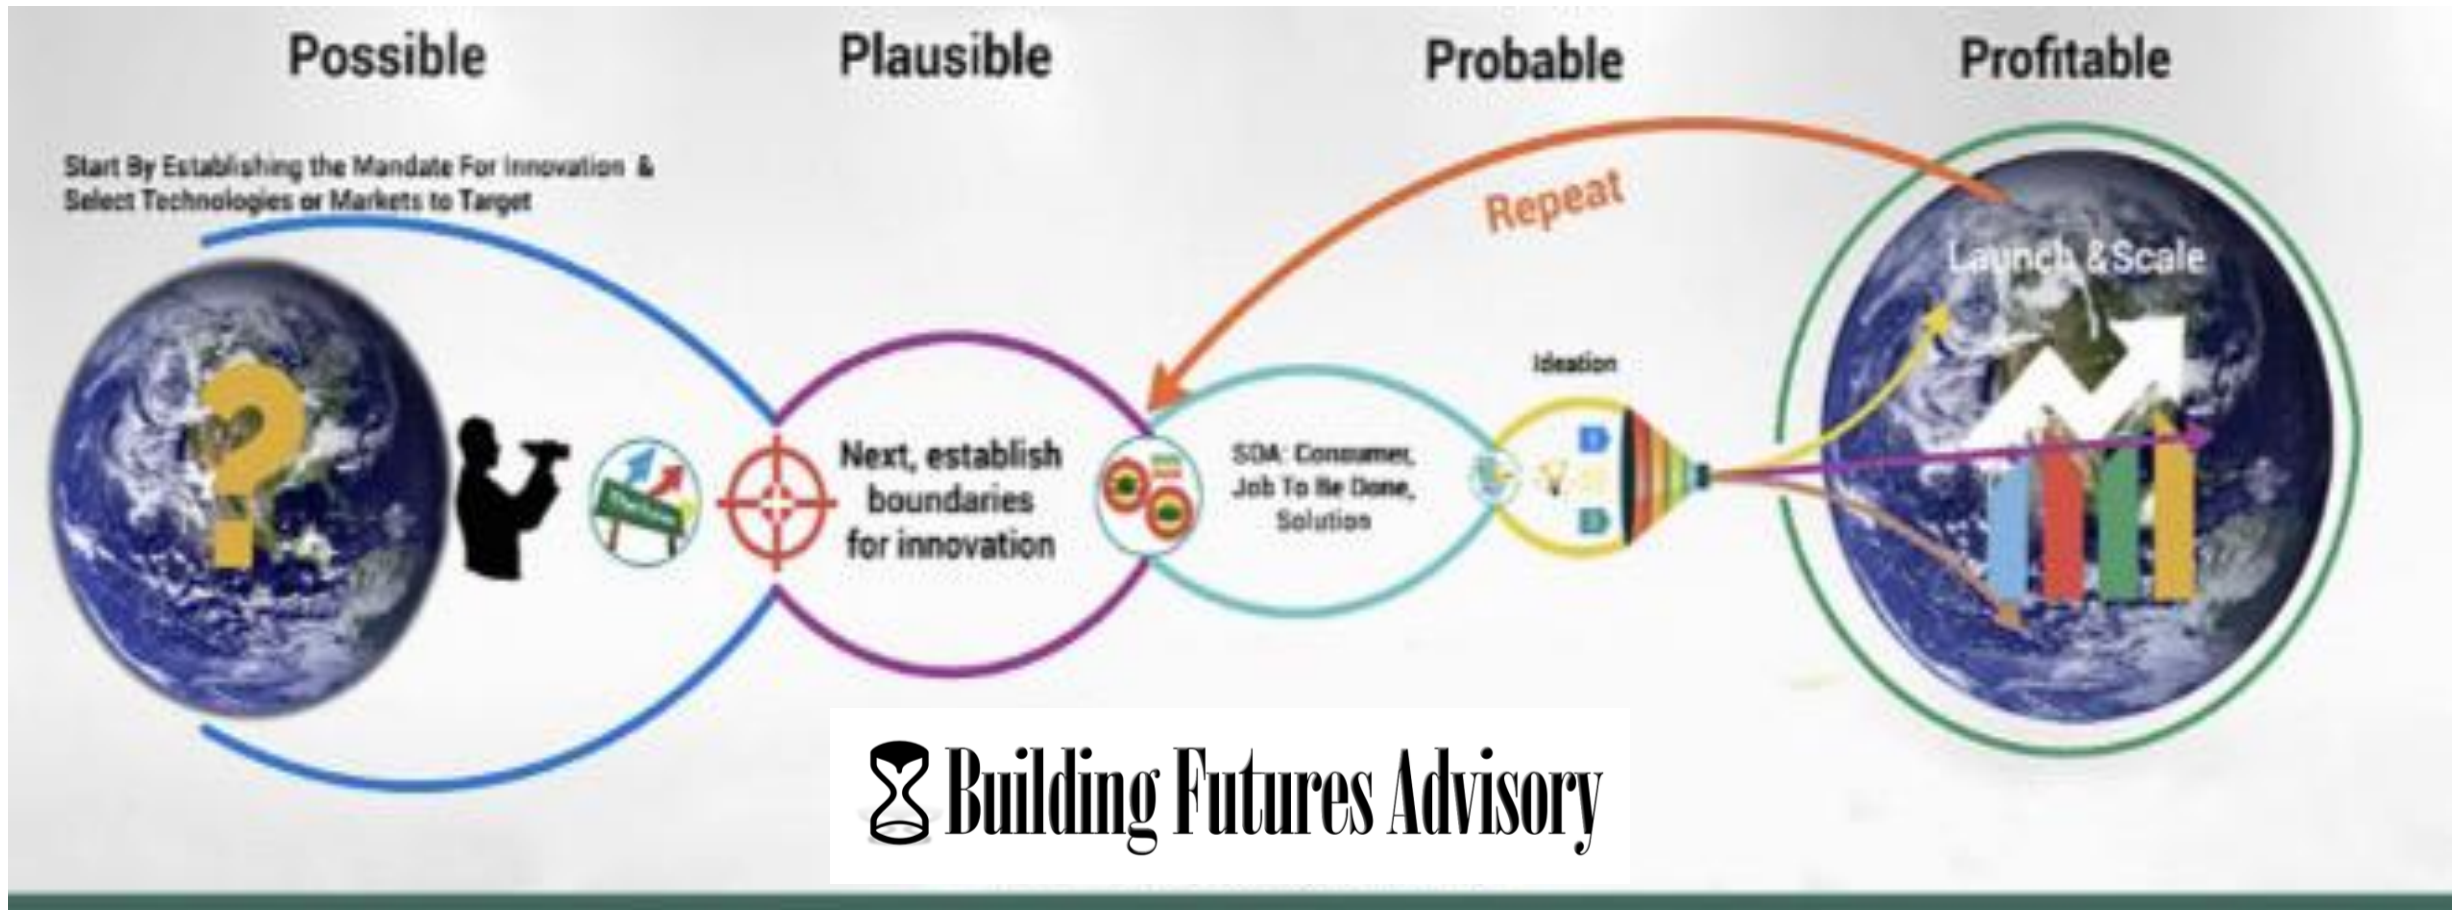 Possible
Plausible
Probable
Profitable
Start By Establishing the Mandate For Innovation &
Select Technologies or Markets to Target
Repeat
Launch & Scale
Ideation
Next, establish
boundaries
for innovation
SOA: Consumer,
Job To Be Done,
Solution
Building Futures Advisory